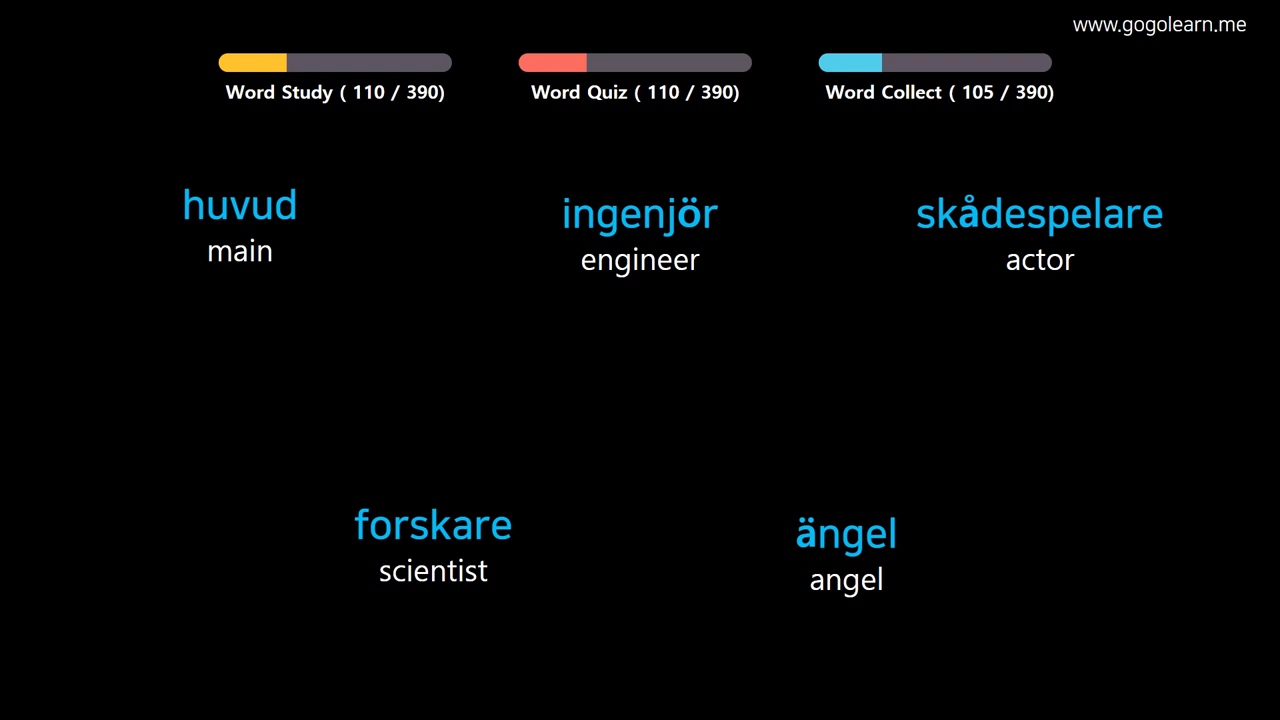 www.gogolearn.me
Word Study ( 110 / 390)
Word Quiz ( 110 / 390)
Word Collect ( 105 / 390)
huvud
main
ingenjör
engineer
skådespelare
actor
forskare
scientist
ängel
angel